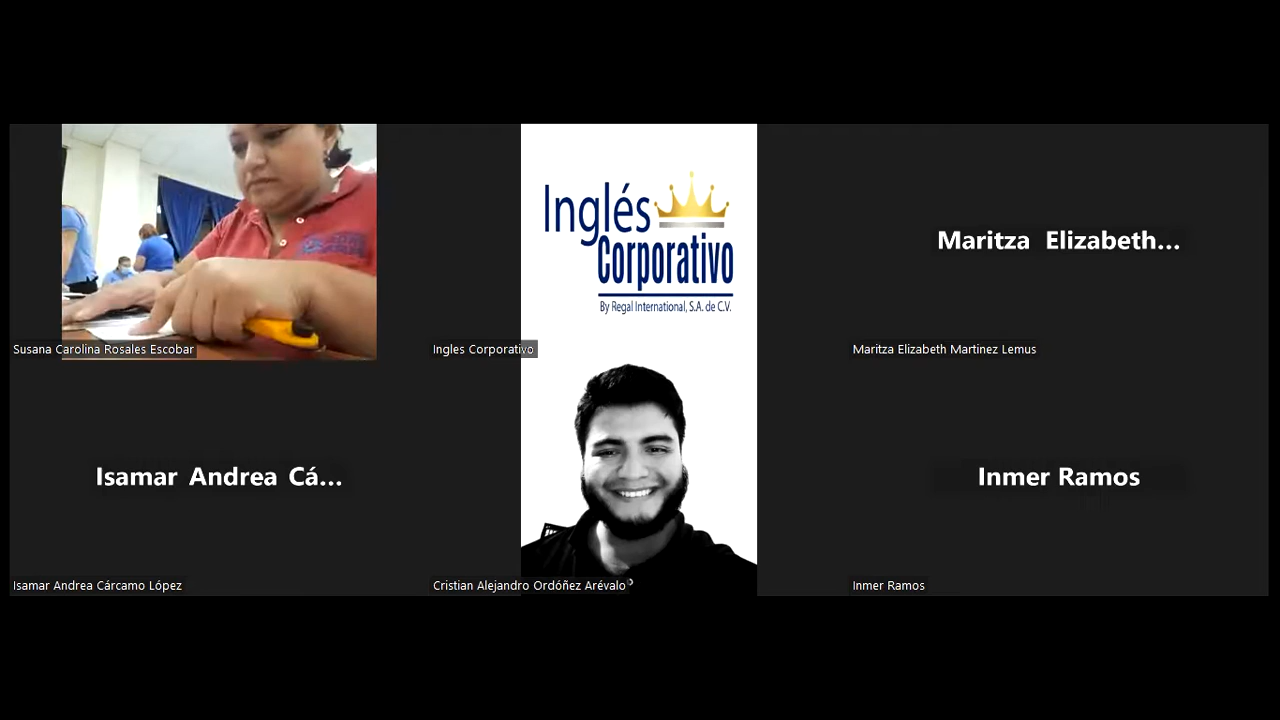 Inglés
Corporativo
By Regal International, S.A. de C.V.
Maritza Elizabeth...
Susana Carolina Rosales Escobar
Ingles Corporativo
Maritza Elizabeth Martinez Lemus
Isamar Andrea Cá...
Inmer Ramos
Isamar Andrea Cárcamo López
Cristian Alejandro Ordóñez Arévalo
Inmer Ramos